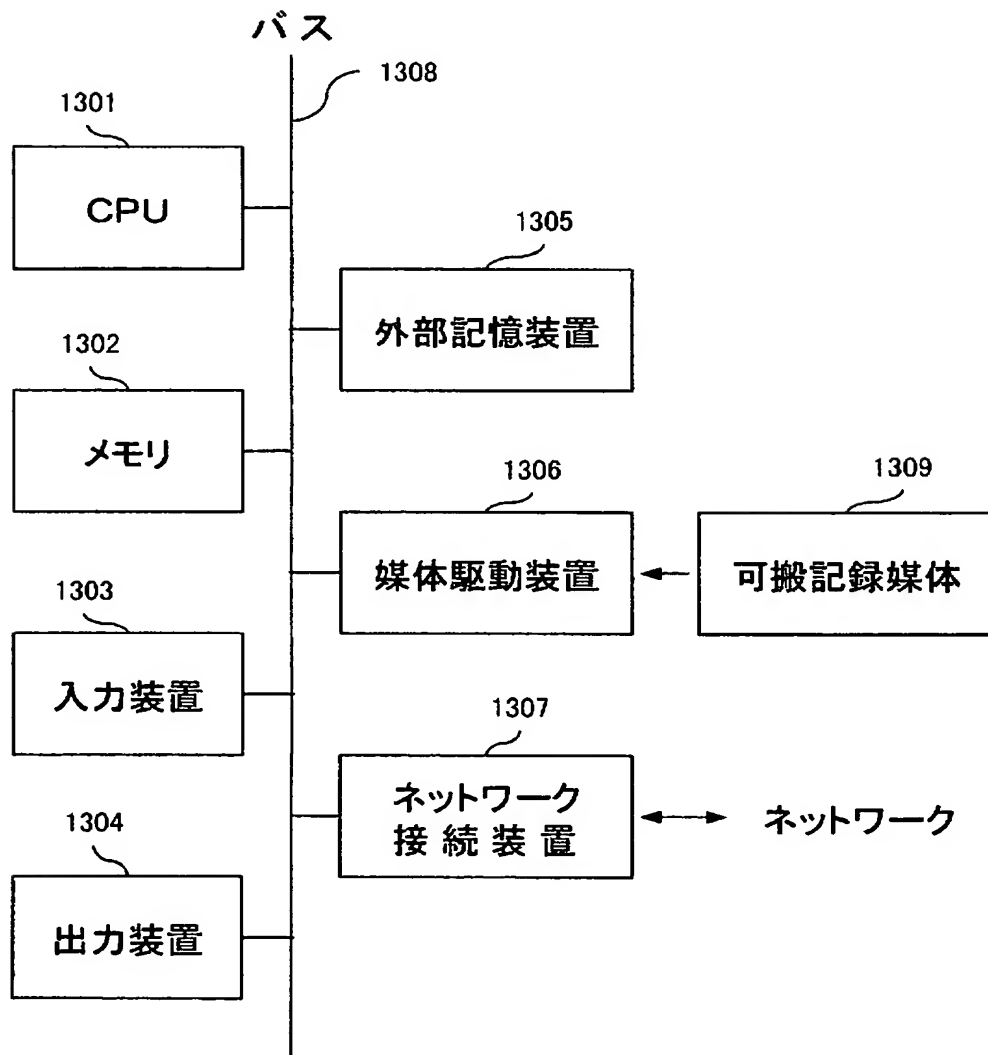 バス
1308
1301
CPU
1305
外部記憶装置
1302
メモリ
1306
媒体駆動装置
1309
可搬記録媒体
1303
入力装置
1307
ネットワーク
接続装置
ネットワーク
1304
出力装置